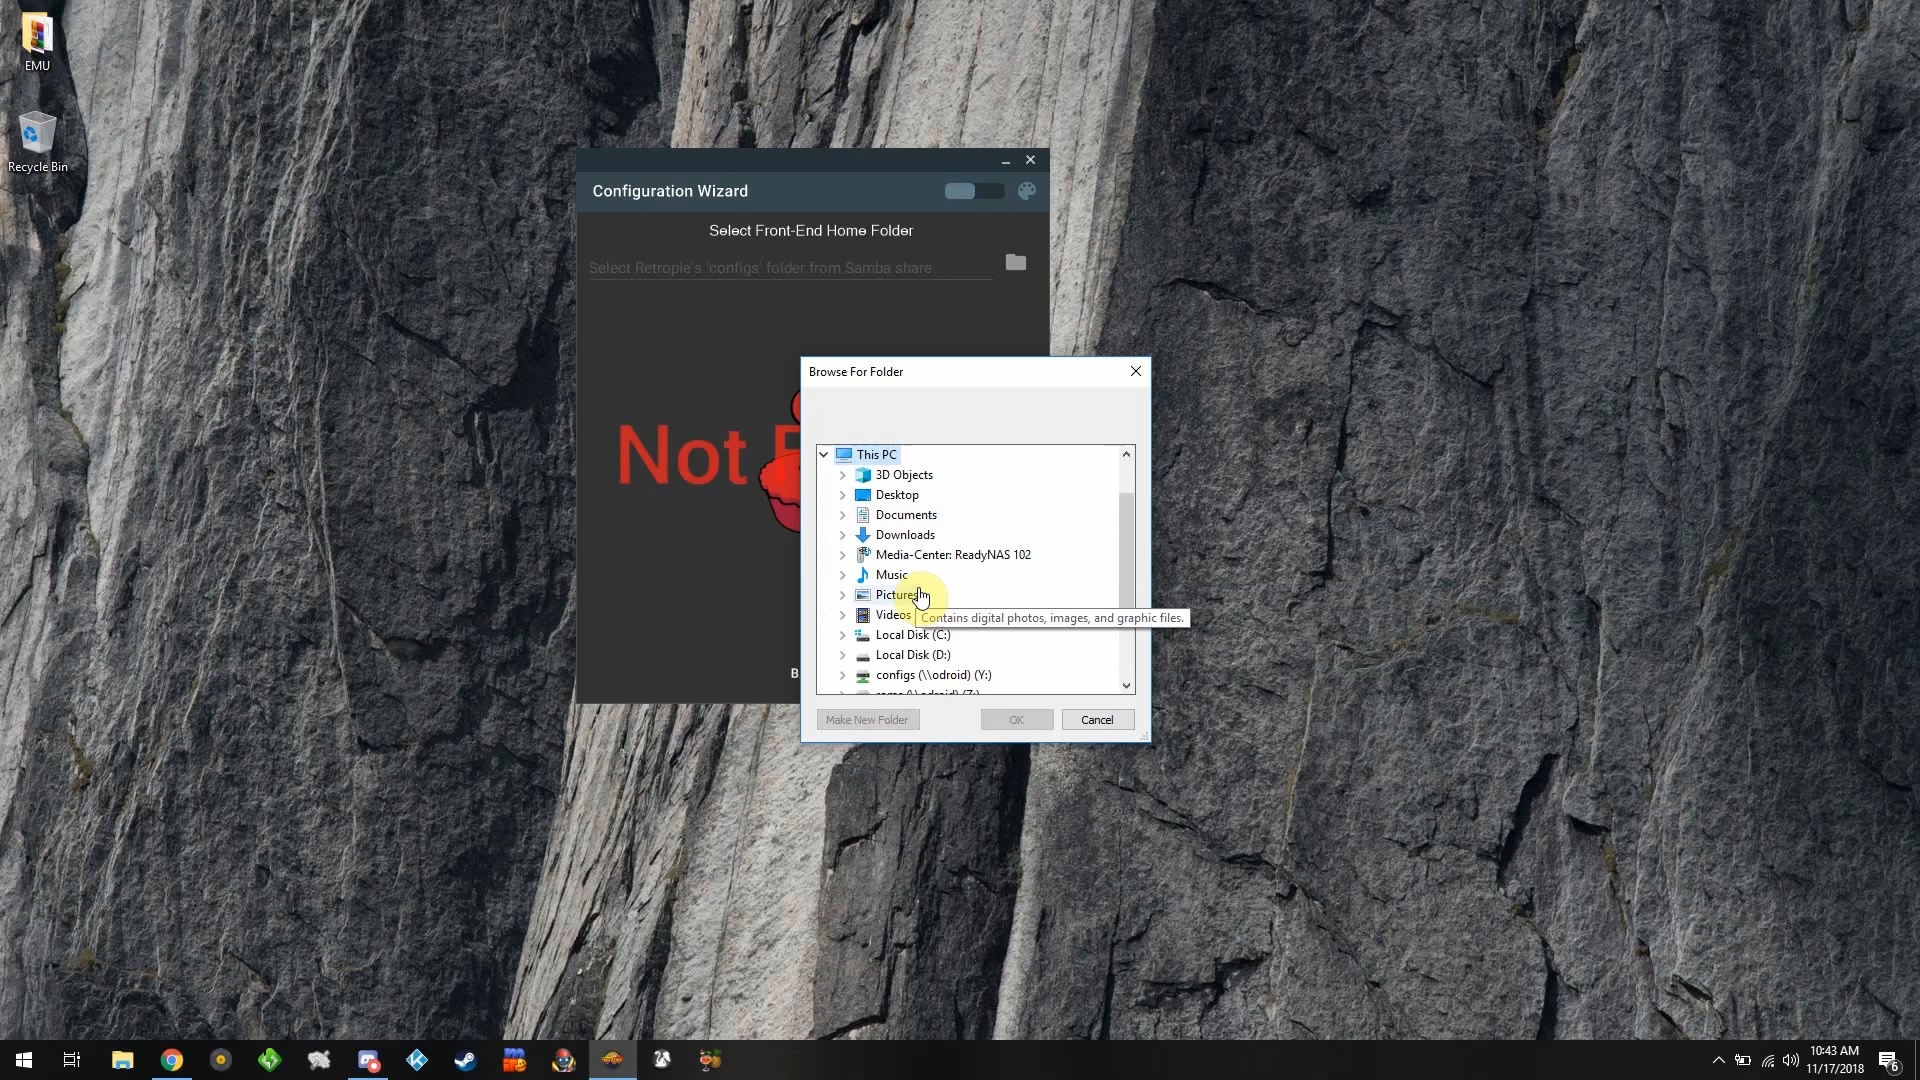 EMU
Recycle Bin
Configuration Wizard
Select Front-End Home Folder
Select Retropie's 'configs' folder from Samba share
Not
Browse For Folder
This PC
3D Objects
Desktop
Documents
Downloads
Media-Center: ReadyNAS 102
Music
Pictures
Contains digital photos, images, and graphic files.
Videos
Local Disk (C:)
Local Disk (D:)
configs (\\odroid) (Y:)
roms (\\odroid) (Z:)
B
Make New Folder
OK
Cancel
10:43 AM
11/17/2018
6